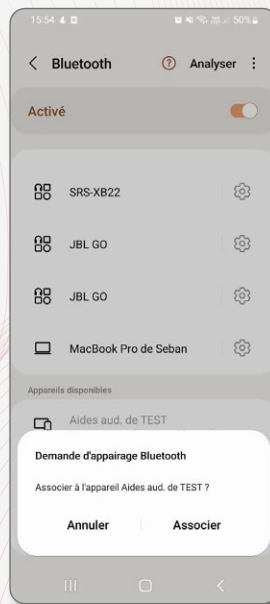 15:54 50%
Bluetooth ? Analyser
Activé
SRS-XB22
JBL GO
JBL GO
MacBook Pro de Seban
Appareils disponibles
Aides aud. de TEST
Demande d'appairage Bluetooth
Associer à l'appareil Aides aud. de TEST ?
Annuler Associer